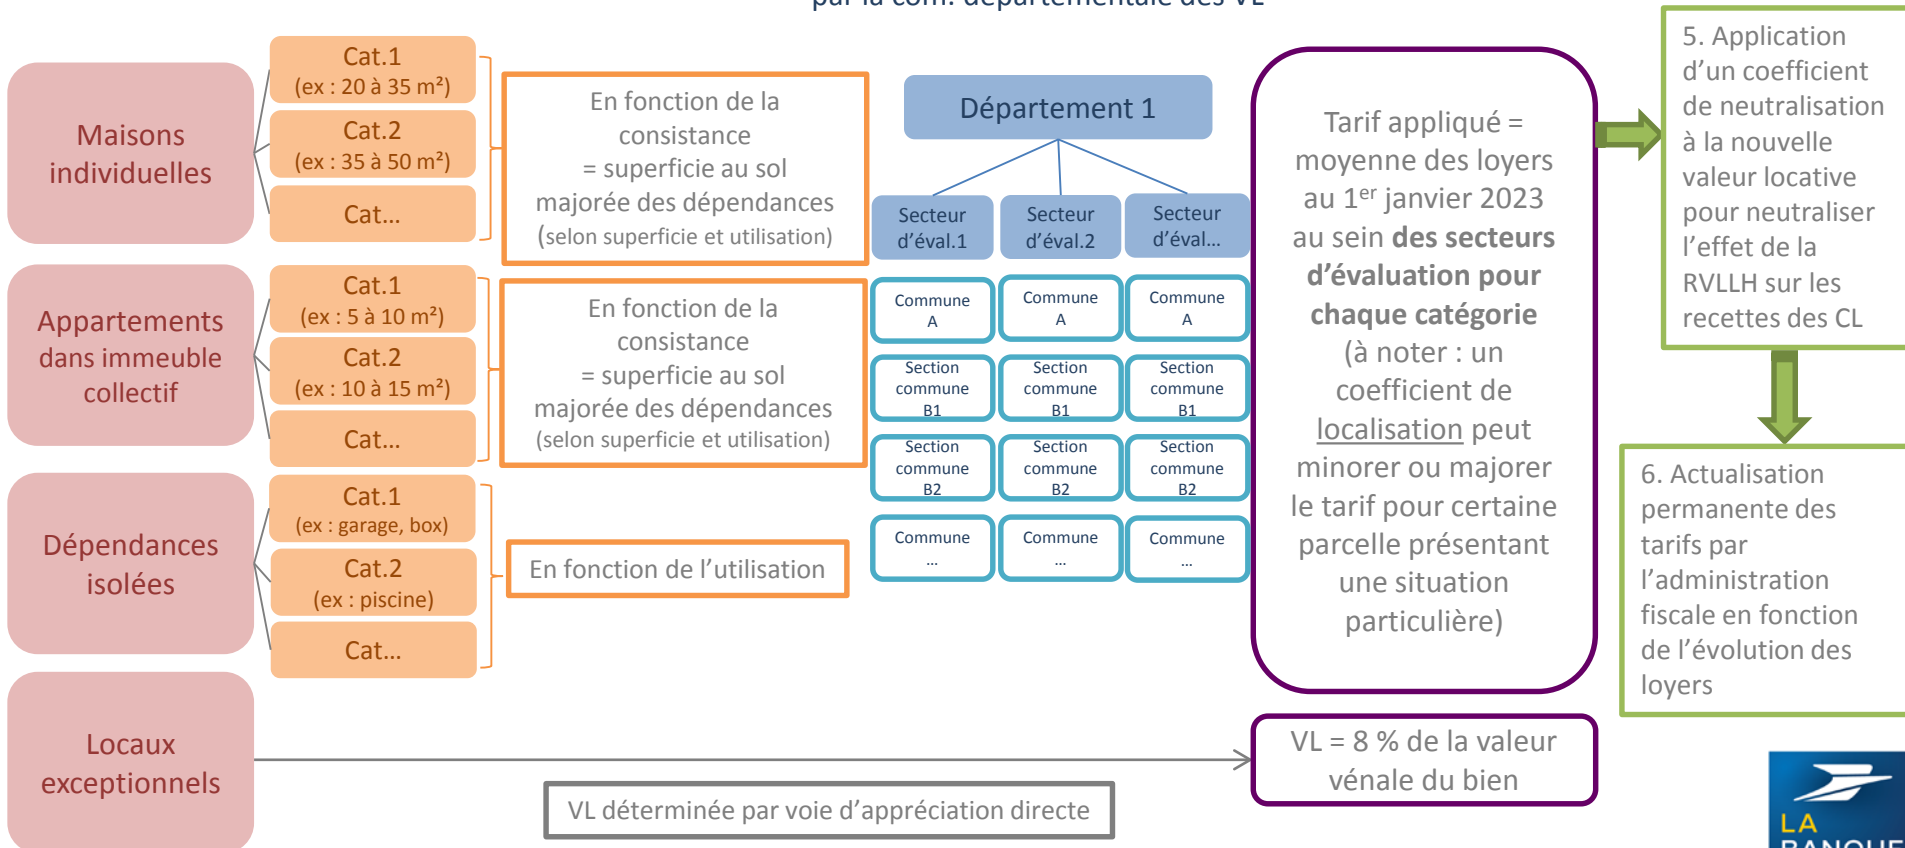 par la com. départementale des VL
Maisons
individuelles
Cat.1
(ex : 20 à 35 m²)
Cat.2
(ex : 35 à 50 m²)
Cat...
En fonction de la
consistance
= superficie au sol
majorée des dépendances
(selon superficie et utilisation)
Appartements
dans immeuble
collectif
Cat.1
(ex : 5 à 10 m²)
Cat.2
(ex : 10 à 15 m²)
Cat...
En fonction de la
consistance
= superficie au sol
majorée des dépendances
(selon superficie et utilisation)
Dépendances
isolées
Cat.1
(ex : garage, box)
Cat.2
(ex : piscine)
Cat...
En fonction de l’utilisation
Locaux
exceptionnels
VL déterminée par voie d’appréciation directe
Département 1
Secteur
d’éval.1
Secteur
d’éval.2
Secteur
d’éval...
Commune
A
Commune
A
Commune
A
Section
commune
B1
Section
commune
B1
Section
commune
B1
Section
commune
B2
Section
commune
B2
Section
commune
B2
Commune
...
Commune
...
Commune
...
Tarif appliqué =
moyenne des loyers
au 1er janvier 2023
au sein des secteurs
d’évaluation pour
chaque catégorie
(à noter : un
coefficient de
localisation peut
minorer ou majorer
le tarif pour certaine
parcelle présentant
une situation
particulière)
VL = 8 % de la valeur
vénale du bien
5. Application
d’un coefficient
de neutralisation
à la nouvelle
valeur locative
pour neutraliser
l’effet de la
RVLLH sur les
recettes des CL
6. Actualisation
permanente des
tarifs par
l’administration
fiscale en fonction
de l’évolution des
loyers
LA
BANQUE